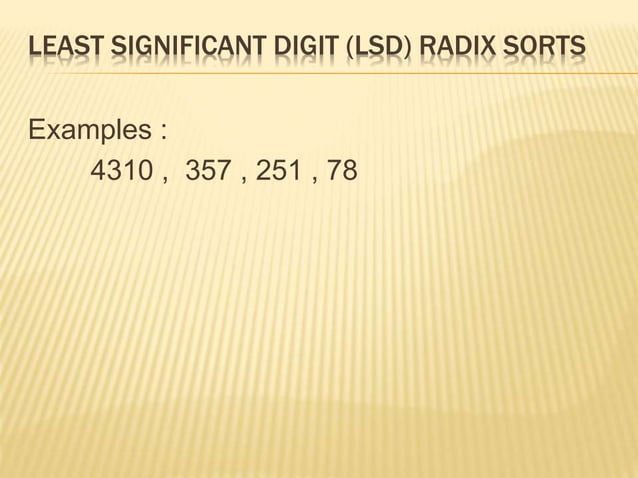 LEAST SIGNIFICANT DIGIT (LSD) RADIX SORTS
Examples :
4310 , 357 , 251 , 78